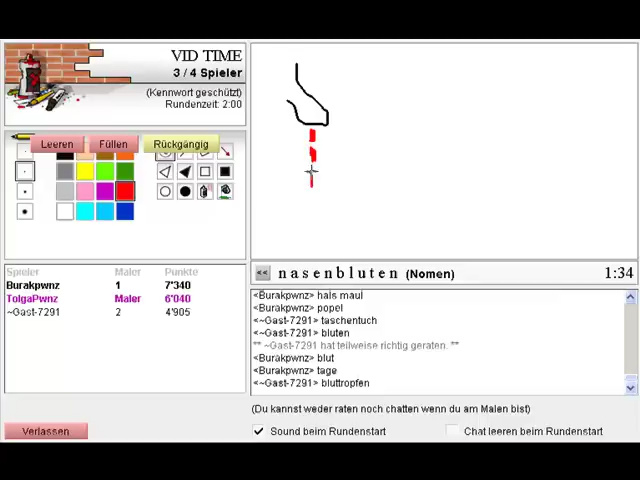 VID TIME
3 / 4 Spieler
(Kennwort geschützt)
Rundenzeit: 2:00
Leeren Füllen Rückgängig
Spieler Maler Punkte
Burakpwnz 1 7'340
TolgaPwnz Maler 6'040
~Gast-7291 2 4'905
Verlassen
<< nasenbluten (Nomen) 1:34
<Burakpwnz> hals maul
<Burakpwnz> popel
<~Gast-7291> taschentuch
<~Gast-7291> bluten
** ~Gast-7291 hat teilweise richtig geraten. **
<Burakpwnz> blut
<Burakpwnz> tage
<~Gast-7291> bluttropfen
(Du kannst weder raten noch chatten wenn du am Malen bist)
Sound beim Rundenstart Chat leeren beim Rundenstart